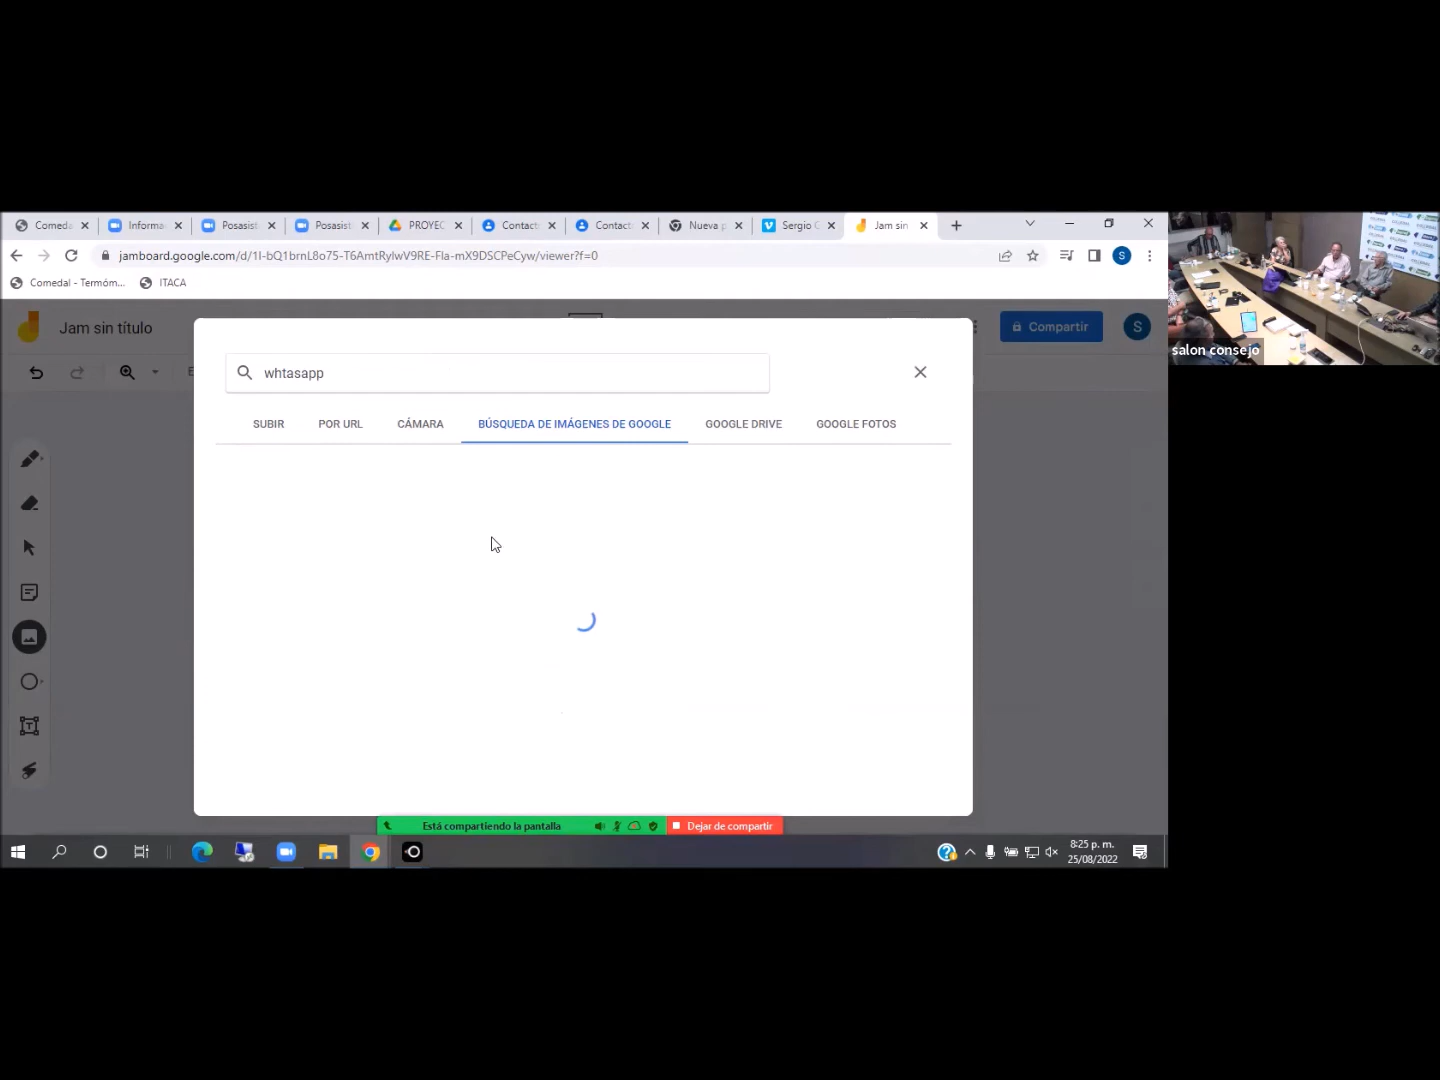 Comeda
Informa
Posasist
Posasist
PROYEC
Contact
Contact
Nueva p
Sergio C
Jam sin
jamboard.google.com/d/1I-bQ1brnL8o75-T6AmtRylwV9RE-Fla-mX9DSCPeCyw/viewer?f=0
S
Comedal - Termóm...
ITACA
Jam sin título
Compartir
S
whtasapp
SUBIR
POR URL
CÁMARA
BÚSQUEDA DE IMÁGENES DE GOOGLE
GOOGLE DRIVE
GOOGLE FOTOS
salon consejo
Está compartiendo la pantalla
Dejar de compartir
8:25 p. m.
25/08/2022